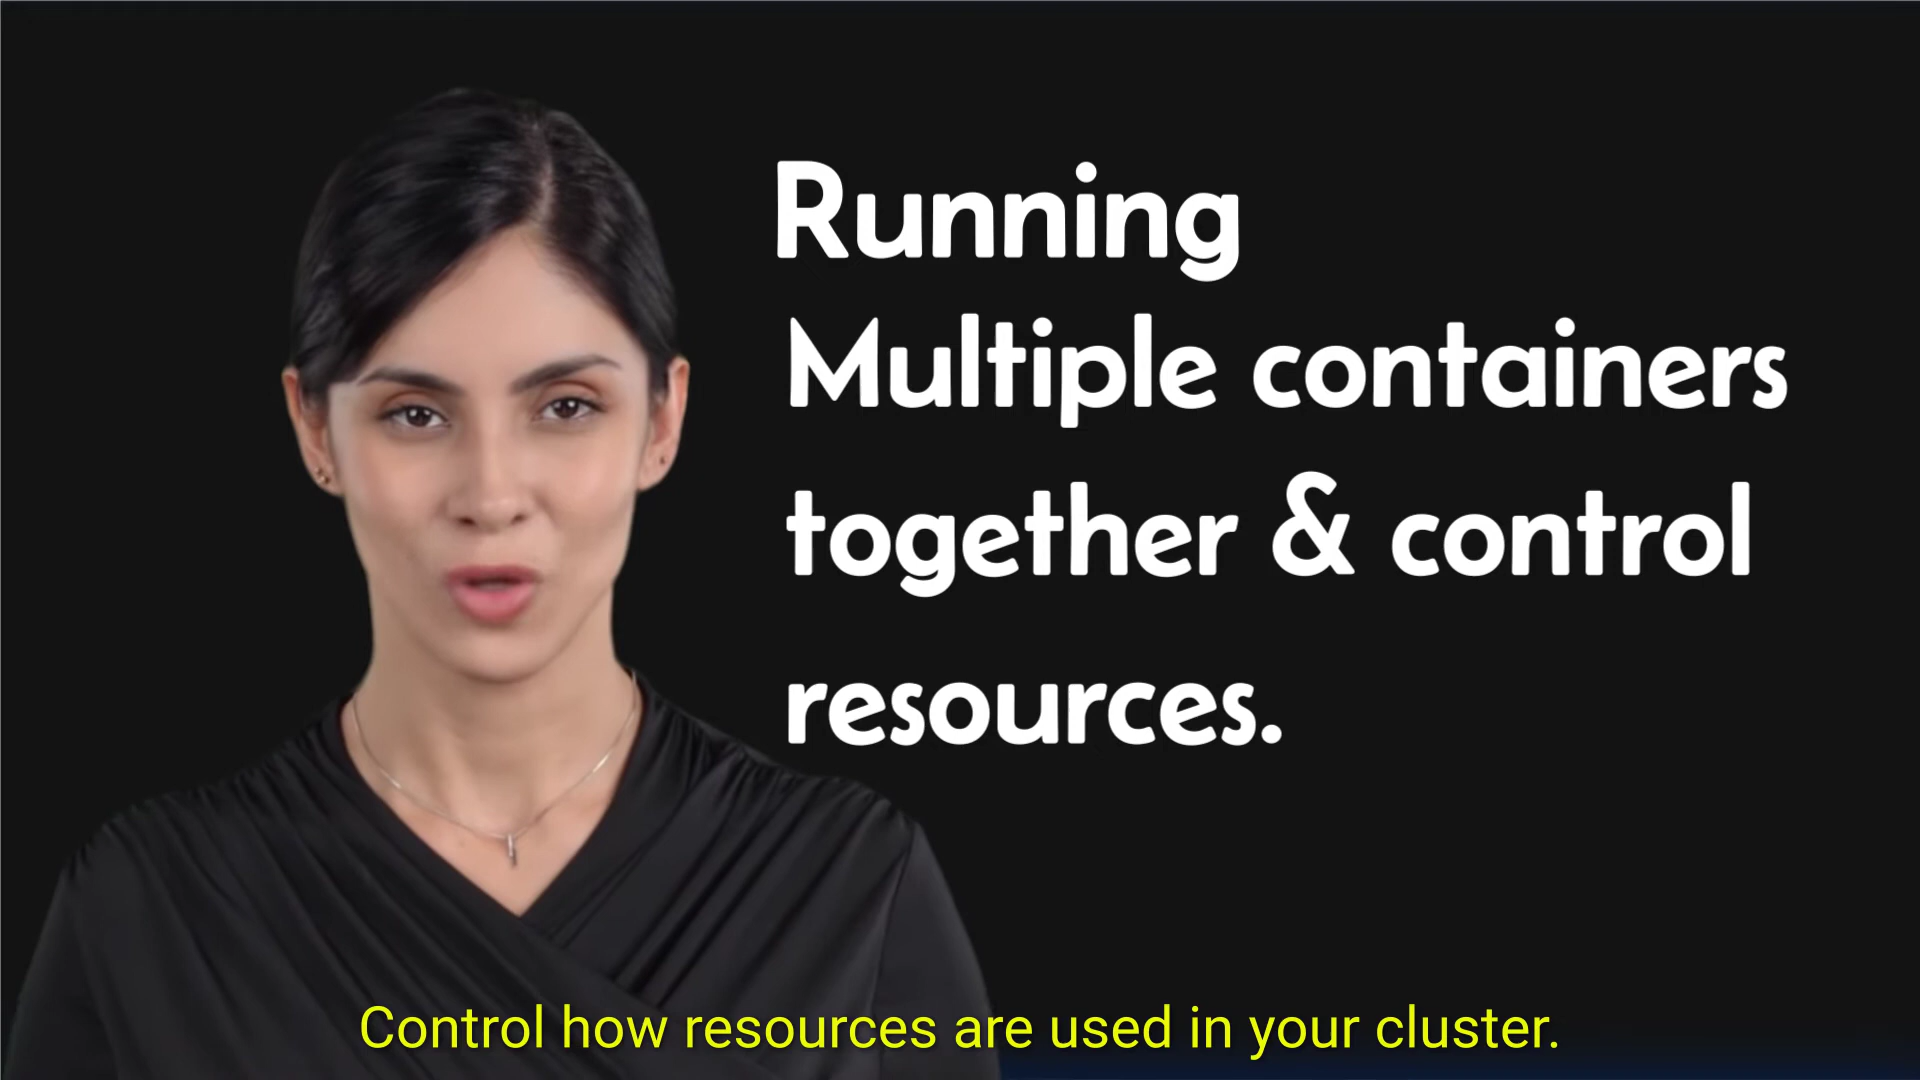 Running
Multiple containers
together & control
resources.
Control how resources are used in your cluster.